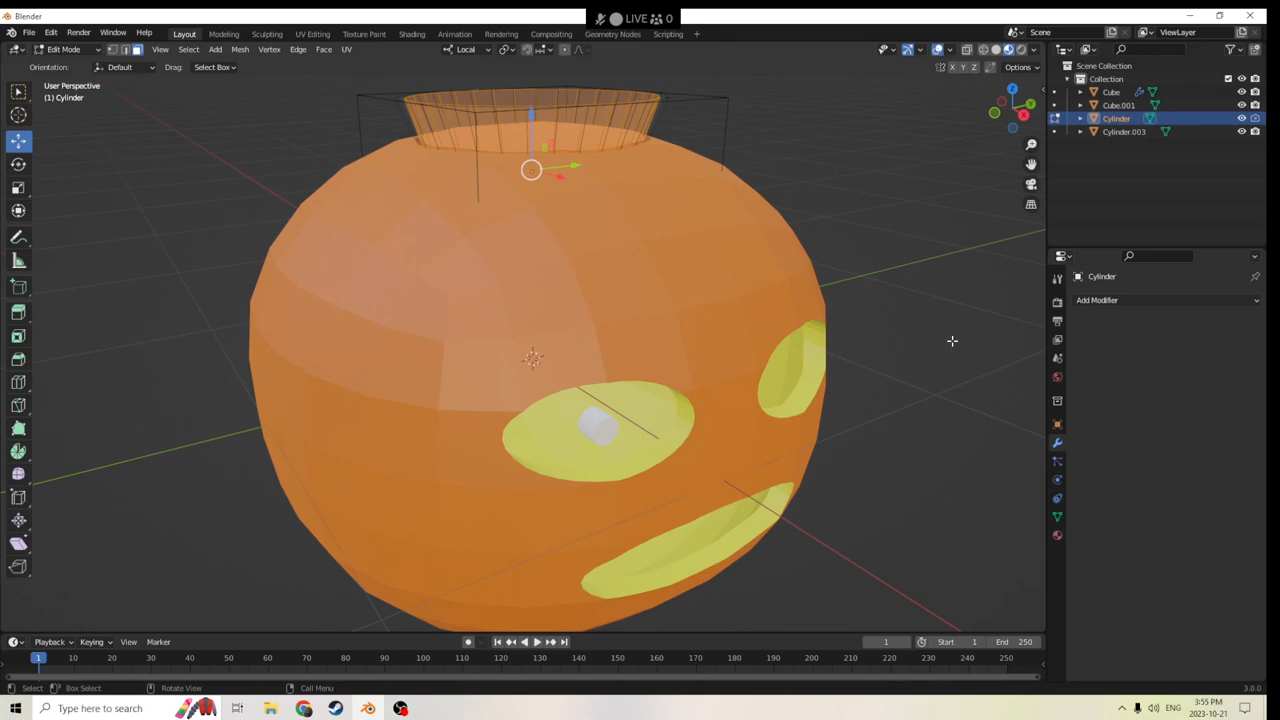 Blender
LIVE 0
File Edit Render Window Help Layout Modeling Sculpting UV Editing Texture Paint Shading Animation Rendering Compositing Geometry Nodes Scripting + Scene ViewLayer
Edit Mode View Select Add Mesh Vertex Edge Face UV Local
Orientation: Default Drag: Select Box X Y Z Options
User Perspective
(1) Cylinder
Z
Y
X
Scene Collection
Collection
Cube
Cube.001
Cylinder
Cylinder.003
Cylinder
Add Modifier
Playback Keying View Marker 1 Start 1 End 250
1 10 20 30 40 50 60 70 80 90 100 110 120 130 140 150 160 170 180 190 200 210 220 230 240 250
Select Box Select Rotate View Call Menu 3.0.0
Type here to search ENG 3:55 PM
2023-10-21